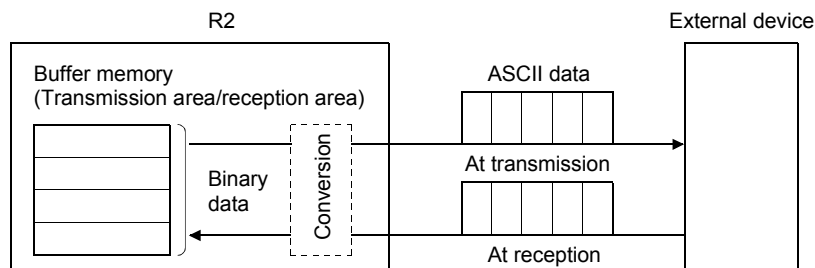 R2
External device
Buffer memory
(Transmission area/reception area)
ASCII data
Conversion
At transmission
Binary
data
At reception